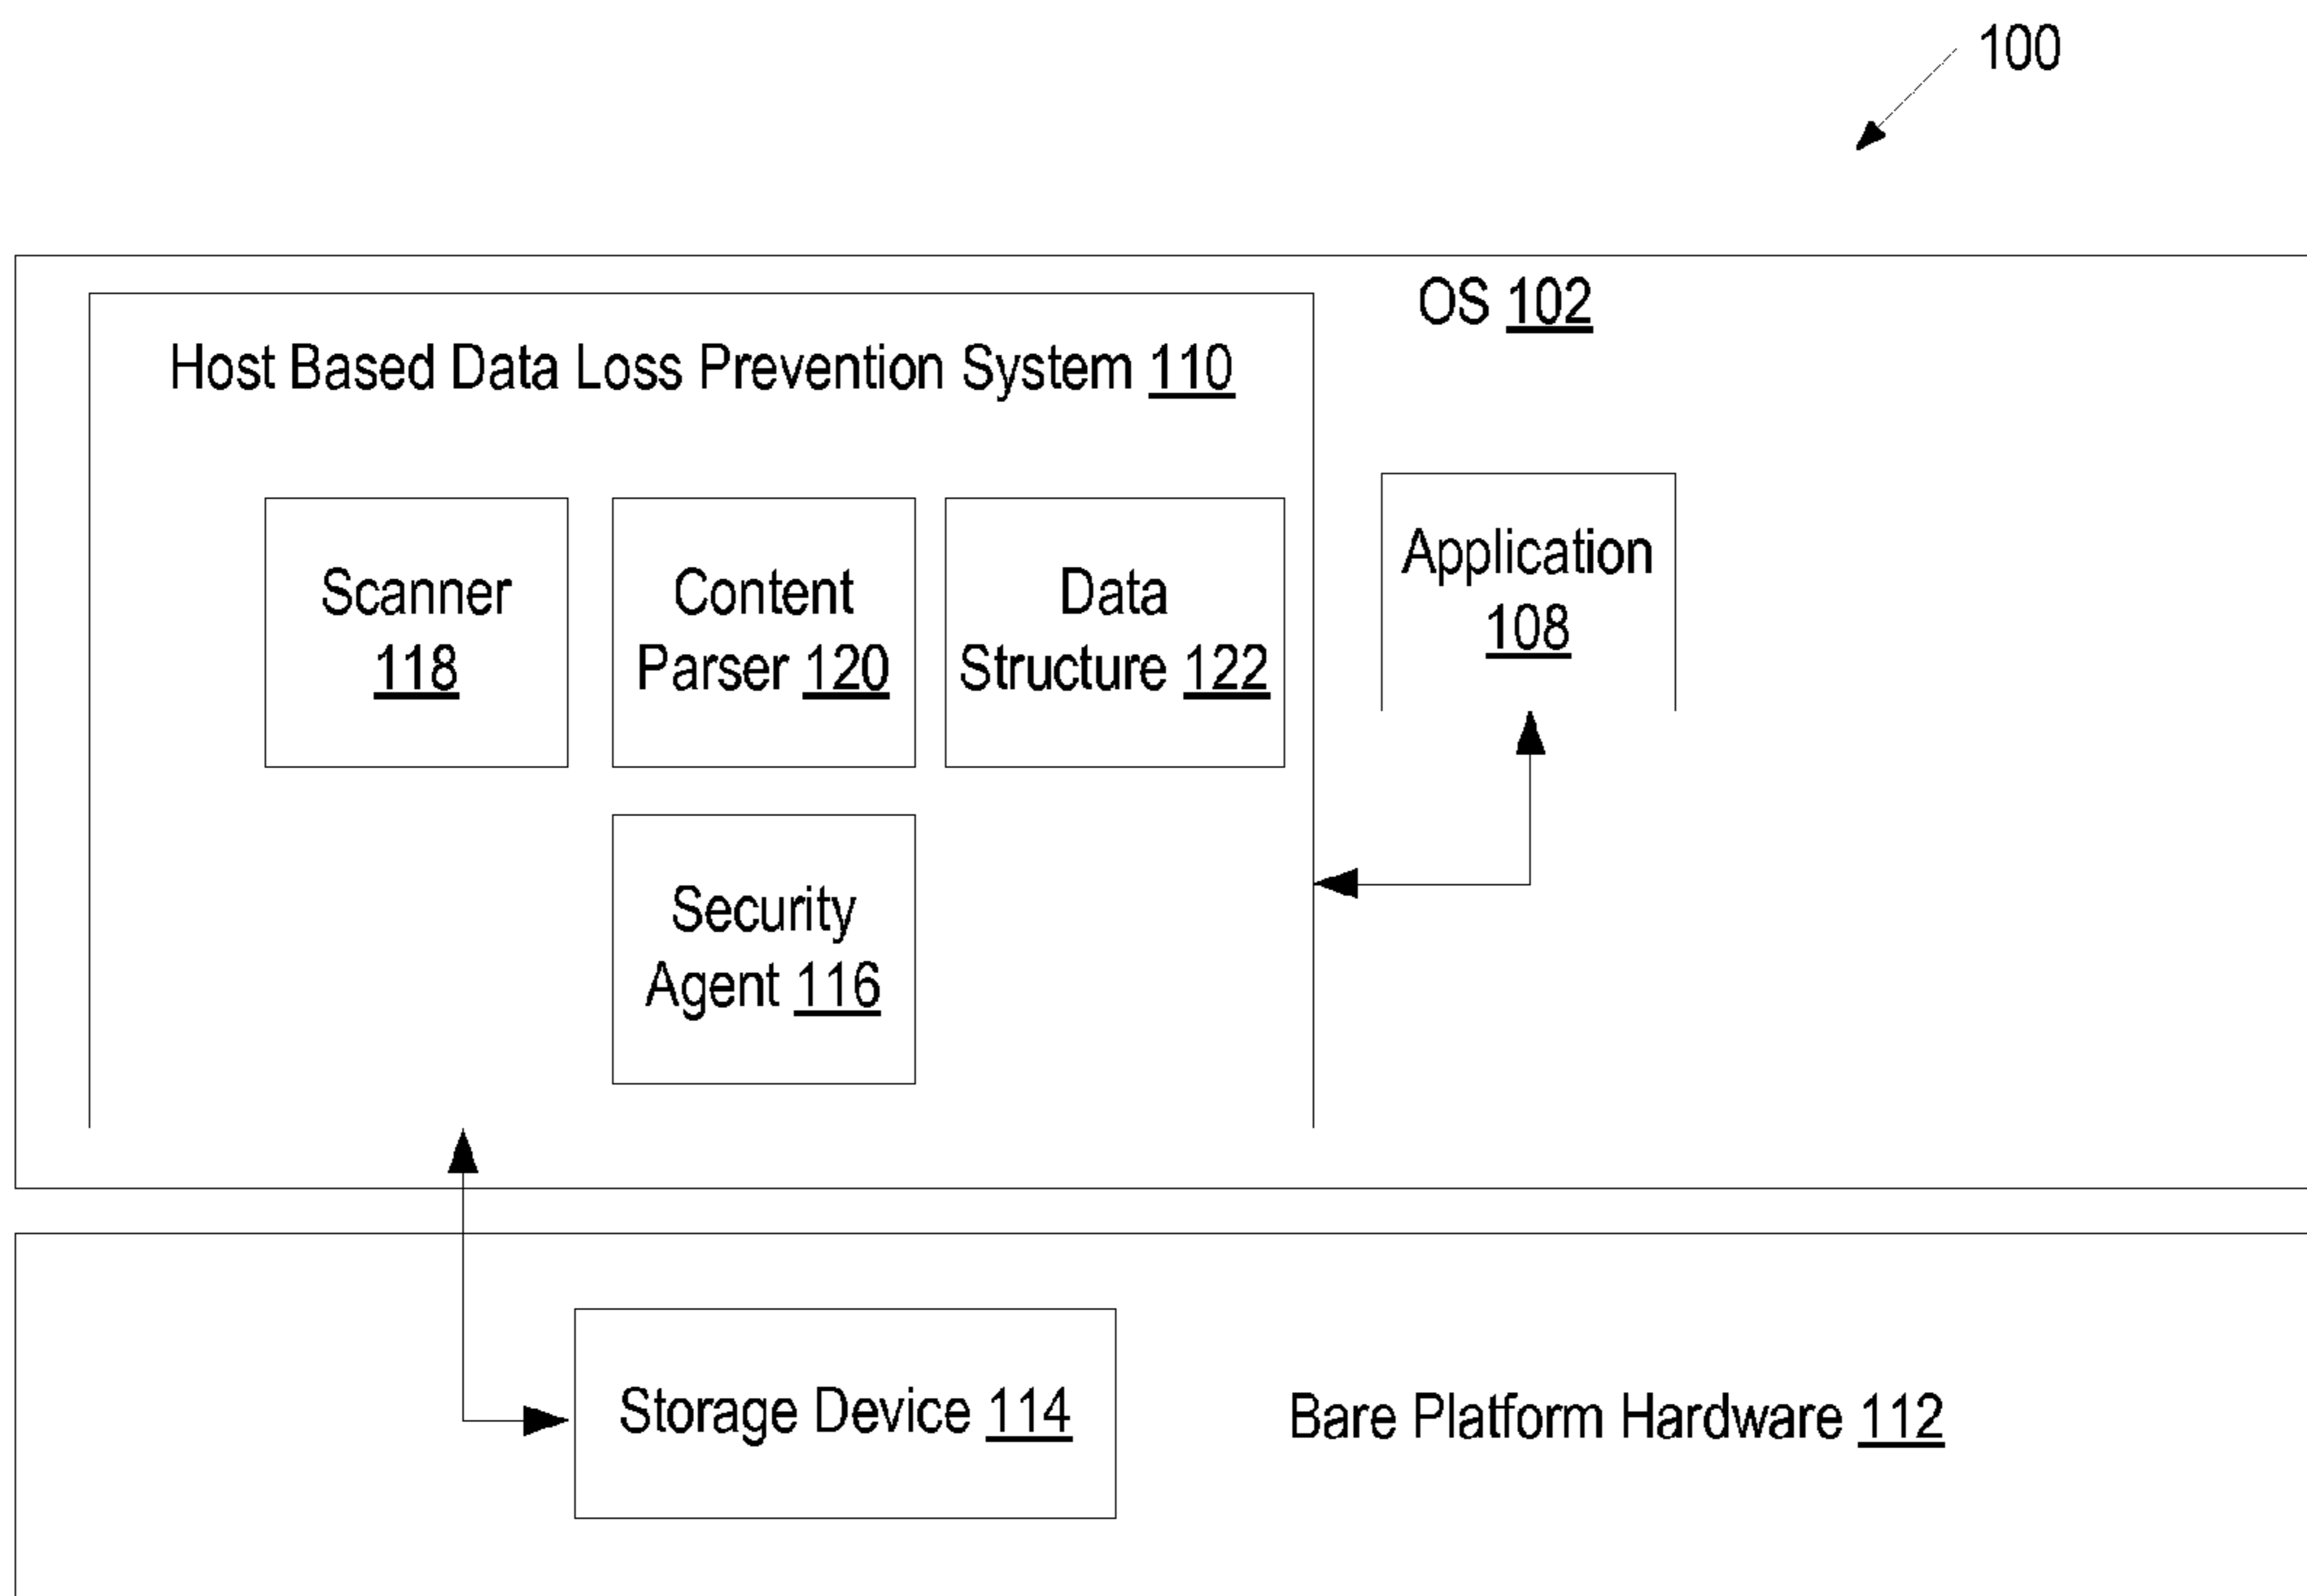 100
OS 102
Host Based Data Loss Prevention System 110
Scanner
118
Content
Parser 120
Data
Structure 122
Application
108
Security
Agent 116
Storage Device 114
Bare Platform Hardware 112